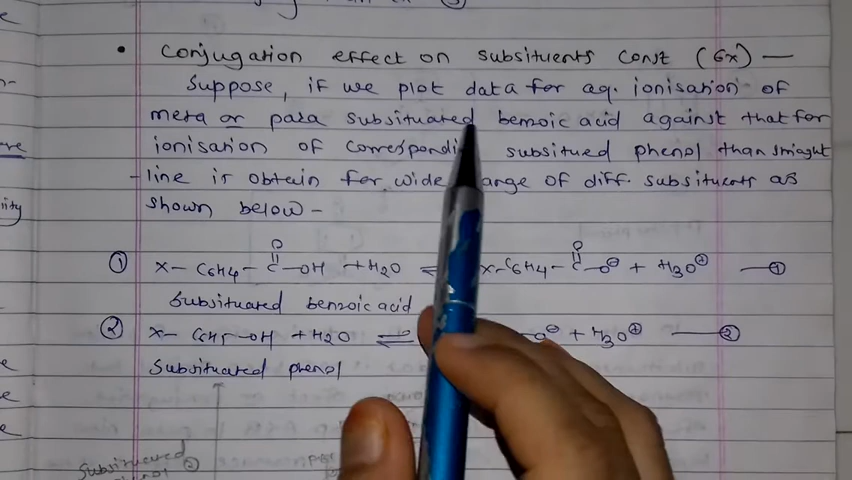 • Conjugation effect on subsituents const (σx) —
Suppose, if we plot data for aq. ionisation of
meta or para subsituated benzoic acid against that for
ionisation of correspondi subsitued phenol than straight
-line is obtain for wide range of diff. subsituents as
shown below -
O O
① X- C6H4 - C -OH + H2O ⇌ X- C6H4 - C - O⊖ + H3O⊕ —①
Subsituated benzoic acid
② X- C6H5-OH + H2O ⇌ -O⊖ + H3O⊕ —②
Subsituated phenol
Subsituated ②